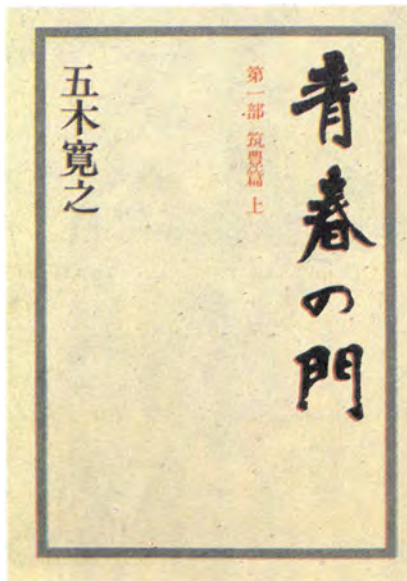 青春の門
第一部 筑豊篇 上
五木寛之